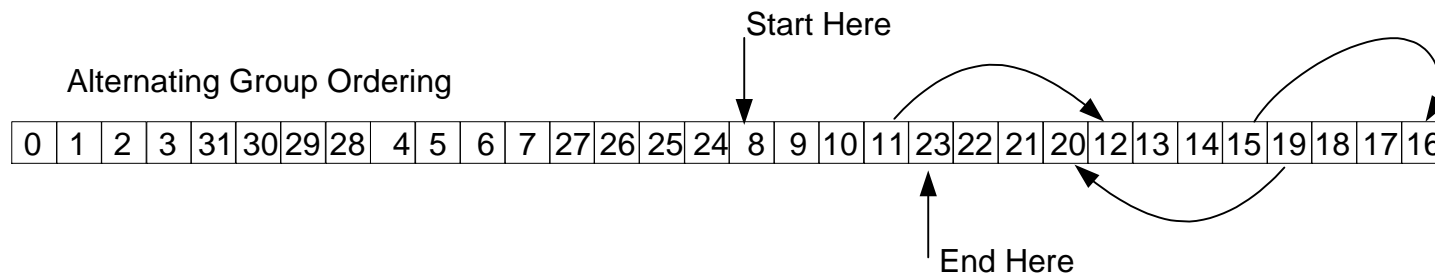 Start Here
Alternating Group Ordering
0 1 2 3 31 30 29 28 4 5 6 7 27 26 25 24 8 9 10 11 23 22 21 20 12 13 14 15 19 18 17 16
End Here